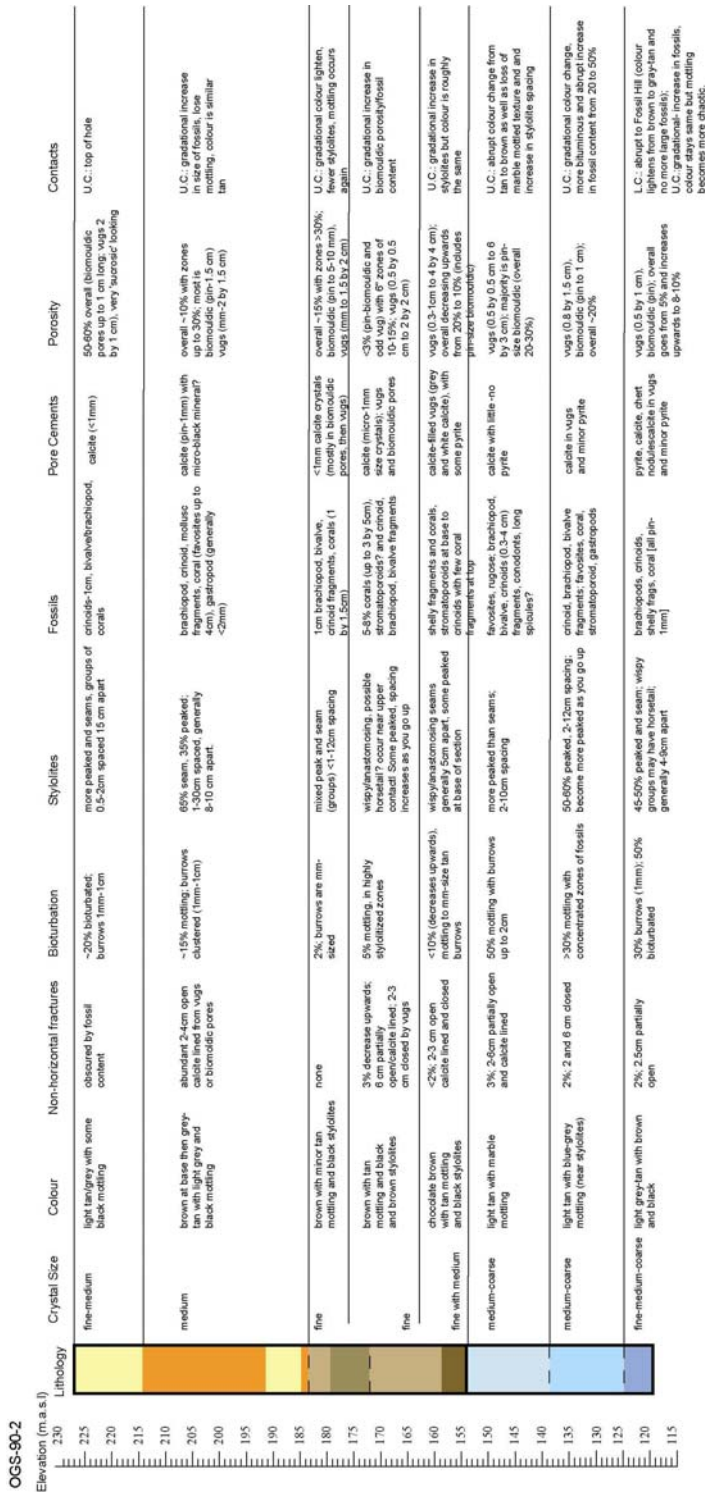 OGS-90-2
Elevation (m.a.s.l)
230
225
220
215
210
205
200
195
190
185
180
175
170
165
160
155
150
145
140
135
130
125
120
115
Lithology
Crystal Size
Colour
Non-horizontal fractures
Bioturbation
Stylolites
Fossils
Pore Cements
Porosity
Contacts
fine-medium
light tan/grey with some
black mottling
obscured by fossil
content
~20% bioturbated;
burrows 1mm-1cm
more peaked and seams, groups of
0.5-2cm spaced 15 cm apart
crinoids-1cm, bivalve/brachiopod,
corals
calcite (<1mm)
50-60% overall (biomouldic
pores up to 1 cm long; vugs 2
by 1 cm), very 'sucrosic' looking
U.C.: top of hole
medium
brown at base then grey-
tan with light grey and
black mottling
abundant 2-4cm open
calcite lined from vugs
or biomoldic pores
~15% mottling; burrows
clustered (1mm-1cm)
65% seam, 35% peaked;
1-30cm spaced, generally
8-10 cm apart.
brachiopod, crinoid, mollusc
fragments, coral (favosites up to
4cm), gastropod (generally
<2mm)
calcite (pin-1mm) with
micro-black mineral?
overall ~10% with zones
up to 30%; most is
biomouldic (pin-1.5 cm)
vugs (mm-2 by 1.5 cm)
U.C.: gradational increase
in size of fossils, lose
mottling, colour is similar
tan
fine
brown with minor tan
mottling and black stylolites
none
2%; burrows are mm-
sized
mixed peak and seam
(groups) <1-12cm spacing
1cm brachiopod, bivalve,
crinoid fragments, corals (1
by 1.5cm)
<1mm calcite crystals
(mostly in biomouldic
pores, then vugs)
overall ~15% with zones >30%;
biomouldic (pin to 5-10 mm),
vugs (mm to 1.5 by 2 cm)
U.C.: gradational colour lighten,
fewer stylolites, mottling occurs
again
fine
brown with tan
mottling and black
and brown stylolites
3% decrease upwards;
6 cm partially
open/calcite lined; 2-3
cm closed by vugs
5% mottling, in highly
stylolitized zones
wispy/anastomosing, possible
horsetail? occur near upper
contact! Some peaked, spacing
increases as you go up
5-8% corals (up to 3 by 5cm),
stromatoporoids? and crinoid,
brachiopod, bivalve fragments
calcite (micro-1mm
size crystals); vugs
and biomouldic pores
<3% (pin-biomouldic and
odd vug) with 6" zones of
10-15%; vugs (0.5 by 0.5
cm to 2 by 2 cm)
U.C.: gradational increase in
biomouldic porosity/fossil
content
fine with medium
chocolate brown
with tan mottling
and black stylolites
<2%; 2-3 cm open
calcite lined and closed
<10% (decreases upwards),
mottling to mm-size tan
burrows
wispy/anastomosing seams
generally 5cm apart, some peaked
at base of section
shelly fragments and corals,
stromatoporoids at base to
crinoids with few coral
fragments at top
calcite-filled vugs (grey
and white calcite), with
some pyrite
vugs (0.3-1cm to 4 by 4 cm);
overall decreasing upwards
from 20% to 10% (includes
pin-size biomouldic)
U.C.: gradational increase in
stylolites but colour is roughly
the same
medium-coarse
light tan with marble
mottling
3%; 2-6cm partially open
and calcite lined
50% mottling with burrows
up to 2cm
more peaked than seams;
2-10cm spacing
favosites, rugose; brachiopod,
bivalve, crinoids (0.3-4 cm)
fragments, conodonts, long
spicules?
calcite with little -no
pyrite
vugs (0.5 by 0.5 cm to 6
by 3 cm); majority is pin-
size biomouldic (overall
20-30%)
U.C.: abrupt colour change from
tan to brown as well as loss of
marble mottled texture and and
increase in stylolite spacing
medium-coarse
light tan with blue-grey
mottling (near stylolites)
2%; 2 and 6 cm closed
>30% mottling with
concentrated zones of fossils
50-60% peaked, 2-12cm spacing;
become more peaked as you go up
crinoid, brachiopod, bivalve
fragments; favosites, coral,
stromatoporoid, gastropods
calcite in vugs
and minor pyrite
vugs (0.8 by 1.5 cm),
biomouldic (pin to 1 cm);
overall ~20%
U.C.: gradational colour change,
more bituminous and abrupt increase
in fossil content from 20 to 50%
fine-medium-coarse
light grey-tan with brown
and black
2%; 2.5cm partially
open
30% burrows (1mm); 50%
bioturbated
45-50% peaked and seam; wispy
groups may have horsetail;
generally 4-9cm apart
brachiopods, crinoids,
shelly frags, coral [all pin-
1mm]
pyrite, calcite, chert
nodulescalcite in vugs
and minor pyrite
vugs (0.5 by 1 cm),
biomouldic (pin); overall
goes from 5% and increases
upwards to 8-10%
L.C.: abrupt to Fossil Hill (colour
lightens from brown to gray-tan and
no more large fossils);
U.C.:gradational- increase in fossils,
colour stays same but mottling
becomes more chaotic.